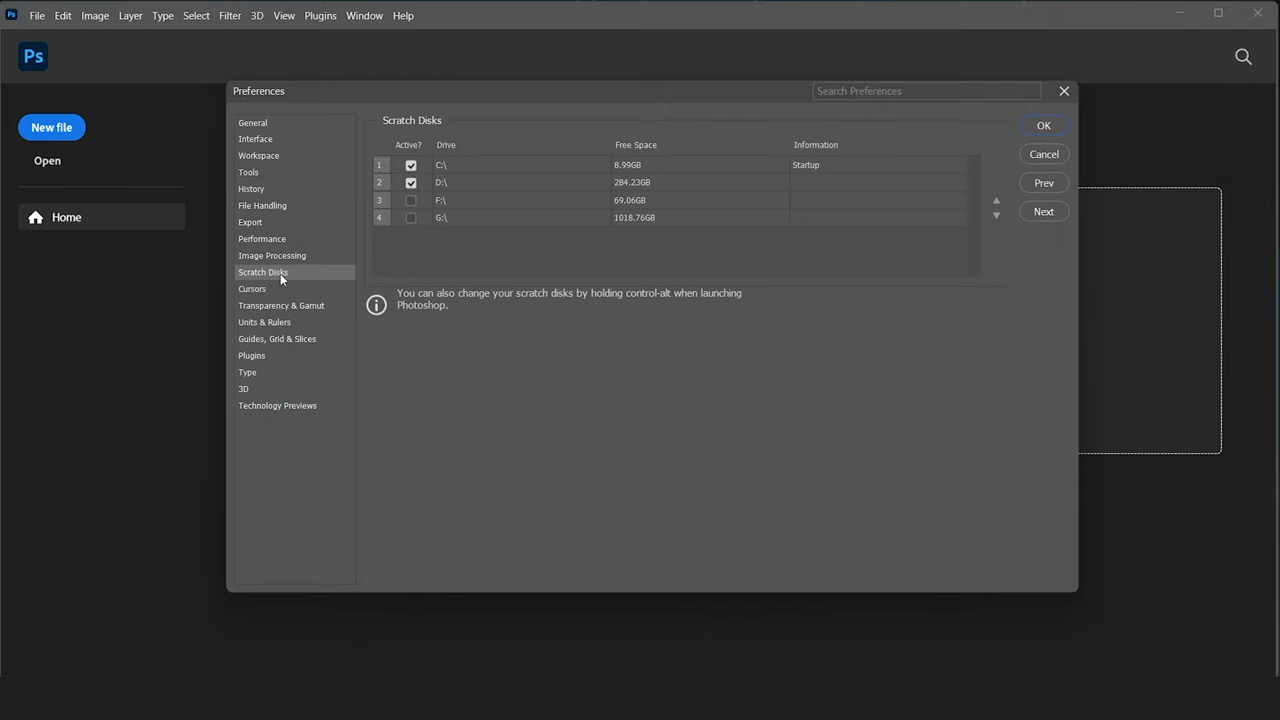 Ps File Edit Image Layer Type Select Filter 3D View Plugins Window Help
Ps
Preferences
Search Preferences
New file
Open
Home
General
Interface
Workspace
Tools
History
File Handling
Export
Performance
Image Processing
Scratch Disks
Cursors
Transparency & Gamut
Units & Rulers
Guides, Grid & Slices
Plugins
Type
3D
Technology Previews
Scratch Disks
Active? Drive Free Space Information
1 C:\ 8.99GB Startup
2 D:\ 284.23GB
3 F:\ 69.06GB
4 G:\ 1018.76GB
You can also change your scratch disks by holding control-alt when launching
Photoshop.
OK
Cancel
Prev
Next